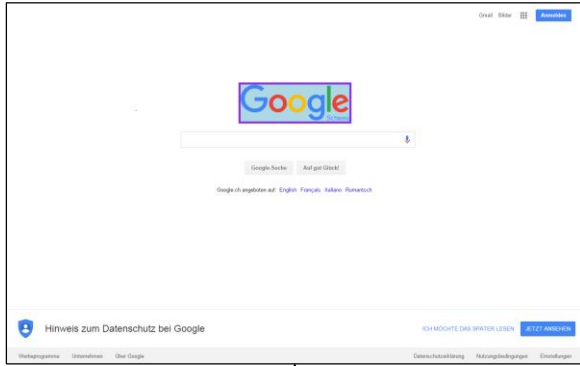 Gmail Bilder Anmelden
Google
Schweiz
Google-Suche Auf gut Glück!
Google.ch angeboten auf: English Français Italiano Rumantsch
Hinweis zum Datenschutz bei Google ICH MÖCHTE DAS SPÄTER LESEN JETZT ANSEHEN
Werbeprogramme Unternehmen Über Google Datenschutzerklärung Nutzungsbedingungen Einstellungen